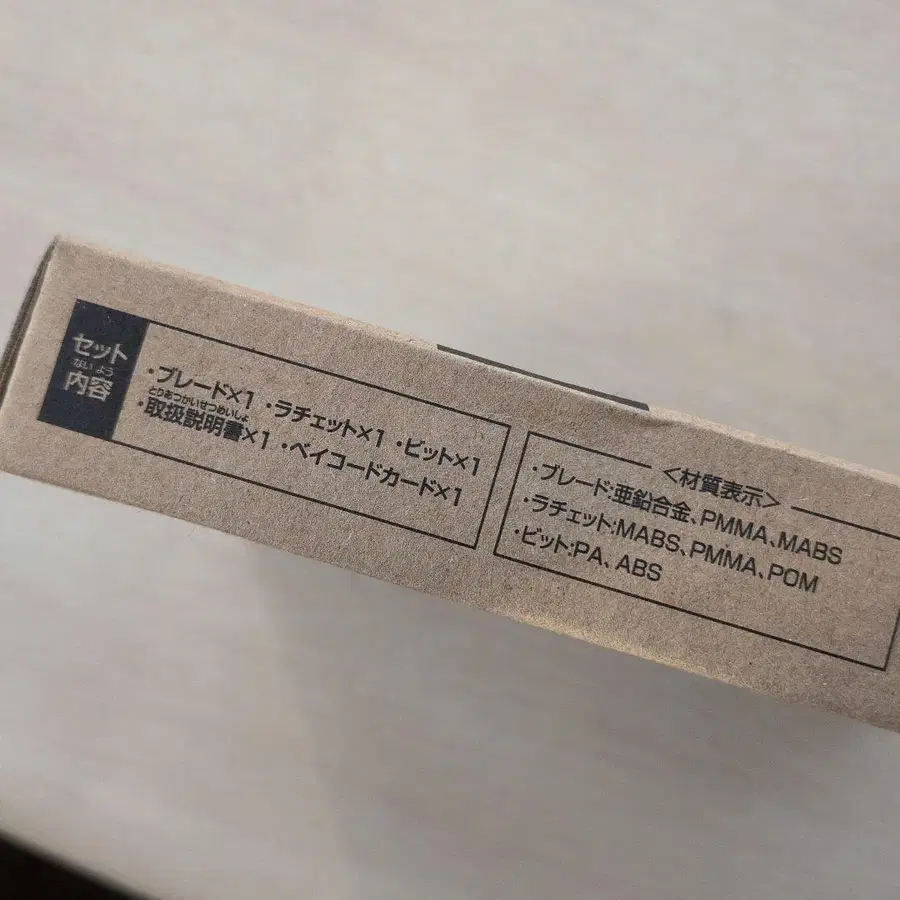 セット
ないよう
内容
・ブレード×1 ・ラチェット×1 ・ビット×1
とりあつかいせつめいしょ
・取扱説明書×1 ・ベイコードカード×1
＜材質表示＞
・ブレード:亜鉛合金、PMMA、MABS
・ラチェット:MABS、PMMA、POM
・ビット:PA、ABS